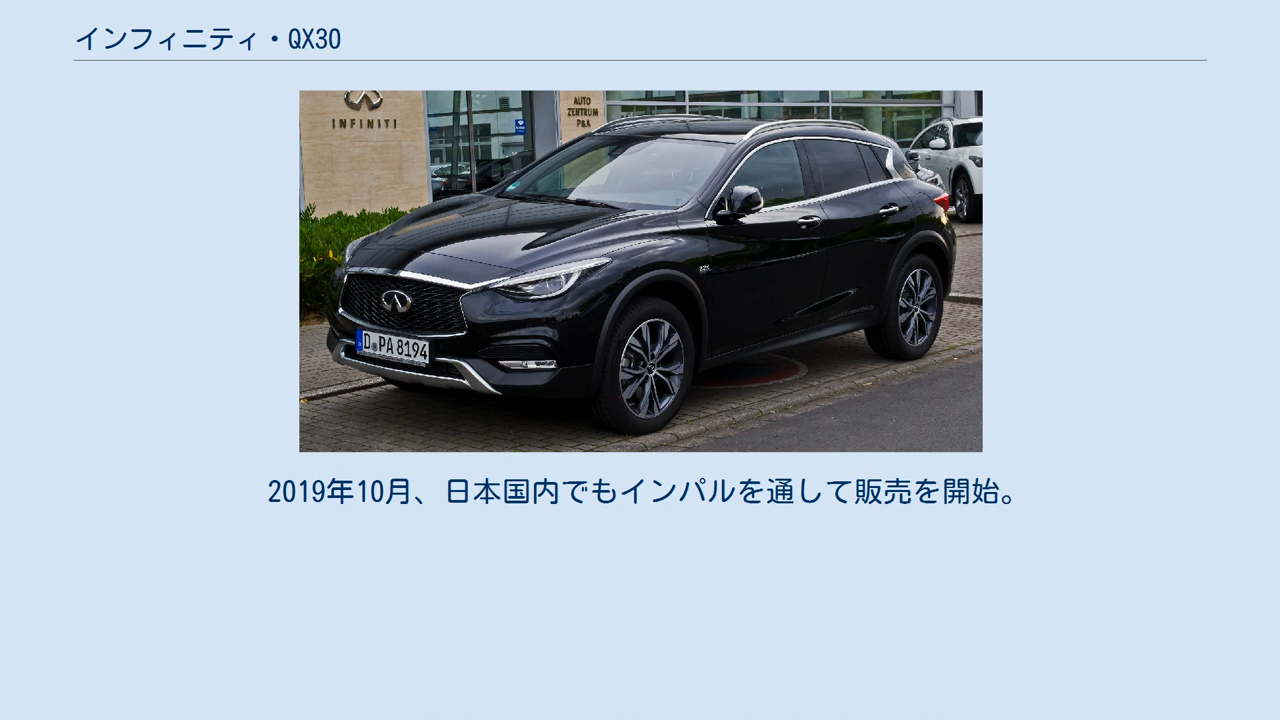 インフィニティ・QX30
INFINITI
AUTO
ZENTRUM
P&A
D PA 8194
2019年10月、日本国内でもインパルを通して販売を開始。